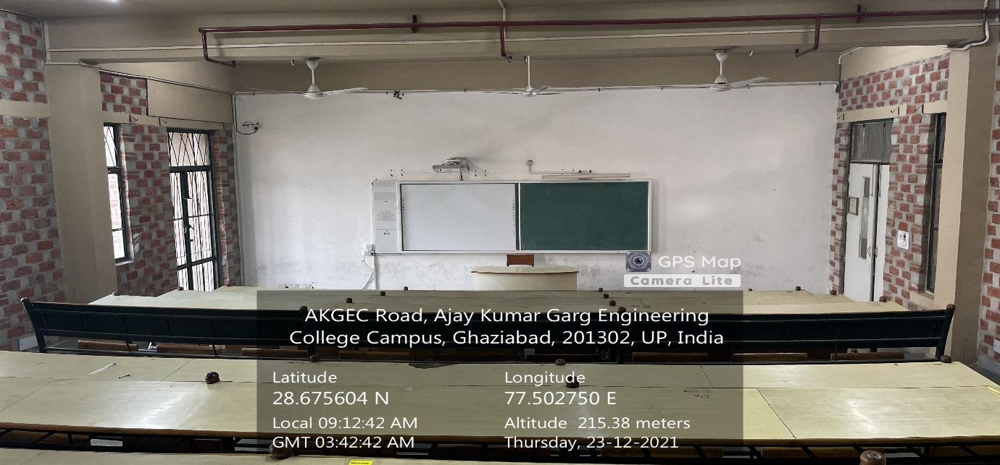 GPS Map
Camera Lite
AKGEC Road, Ajay Kumar Garg Engineering
College Campus, Ghaziabad, 201302, UP, India
Latitude
28.675604 N
Longitude
77.502750 E
Local 09:12:42 AM
GMT 03:42:42 AM
Altitude 215.38 meters
Thursday, 23-12-2021